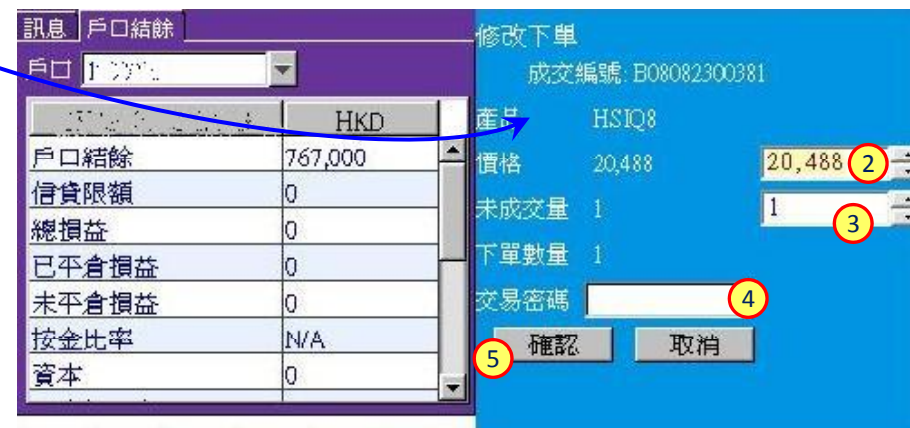 訊息 戶口結餘
戶口
HKD
戶口結餘 767,000
信貸限額 0
總損益 0
已平倉損益 0
未平倉損益 0
按金比率 N/A
資本 0
修改下單
成交編號: B08082300381
產品 HSIQ8
價格 20,488 20,488 2
未成交量 1 1 3
下單數量 1
交易密碼 4
5 確認 取消